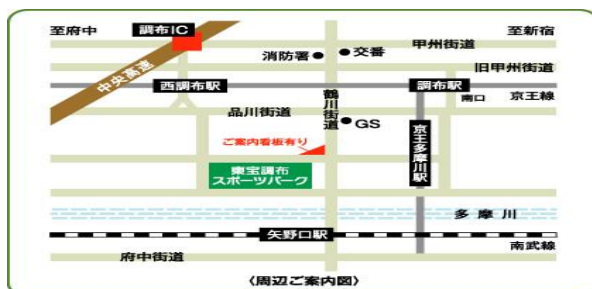 至府中
調布IC
至新宿
甲州街道
消防署
交番
旧甲州街道
中央高速
西調布駅
調布駅
南口
京王線
品川街道
鶴川街道
GS
ご案内看板有り
京王多摩川駅
東宝調布
スポーツパーク
多摩川
矢野口駅
南武線
府中街道
〈周辺ご案内図〉